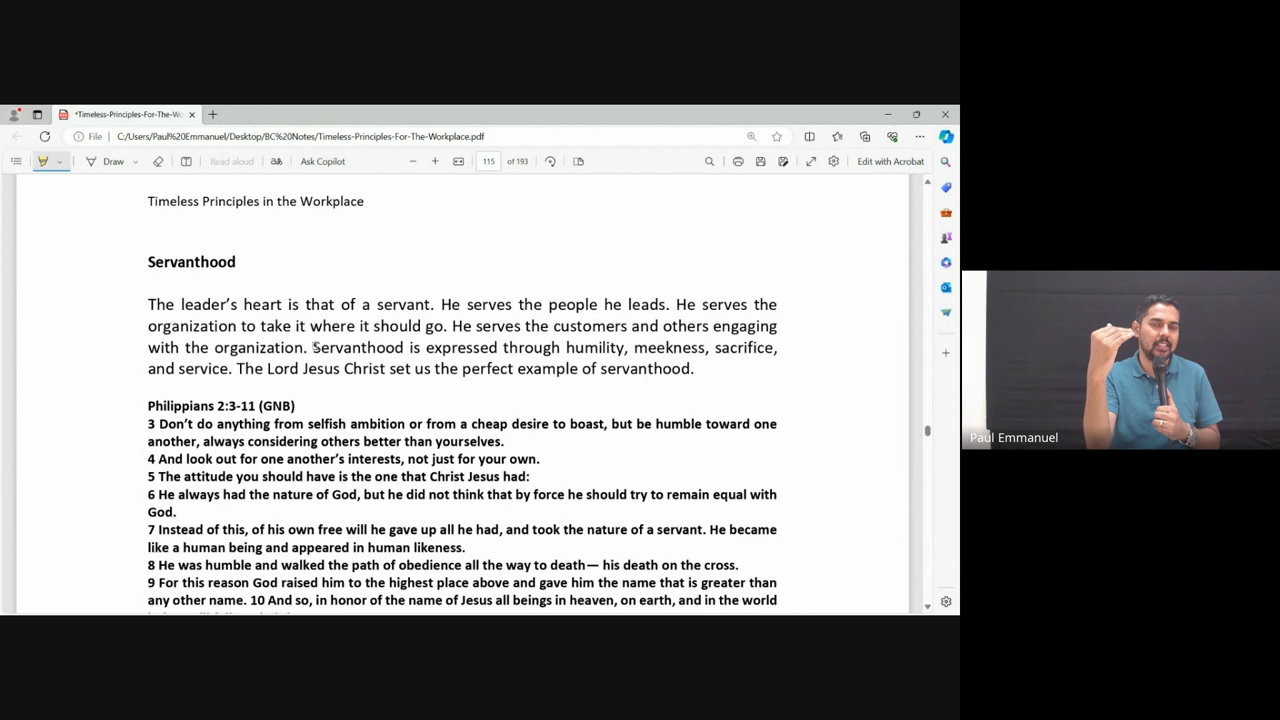 *Timeless-Principles-For-The-Wo
File
C:/Users/Paul%20Emmanuel/Desktop/BC%20Notes/Timeless-Principles-For-The-Workplace.pdf
Draw
Read aloud
Ask Copilot
115 of 193
Edit with Acrobat
Timeless Principles in the Workplace
Servanthood
The leader’s heart is that of a servant. He serves the people he leads. He serves the
organization to take it where it should go. He serves the customers and others engaging
with the organization. Servanthood is expressed through humility, meekness, sacrifice,
and service. The Lord Jesus Christ set us the perfect example of servanthood.
Philippians 2:3-11 (GNB)
3 Don’t do anything from selfish ambition or from a cheap desire to boast, but be humble toward one
another, always considering others better than yourselves.
4 And look out for one another’s interests, not just for your own.
5 The attitude you should have is the one that Christ Jesus had:
6 He always had the nature of God, but he did not think that by force he should try to remain equal with
God.
7 Instead of this, of his own free will he gave up all he had, and took the nature of a servant. He became
like a human being and appeared in human likeness.
8 He was humble and walked the path of obedience all the way to death— his death on the cross.
9 For this reason God raised him to the highest place above and gave him the name that is greater than
any other name. 10 And so, in honor of the name of Jesus all beings in heaven, on earth, and in the world
Paul Emmanuel